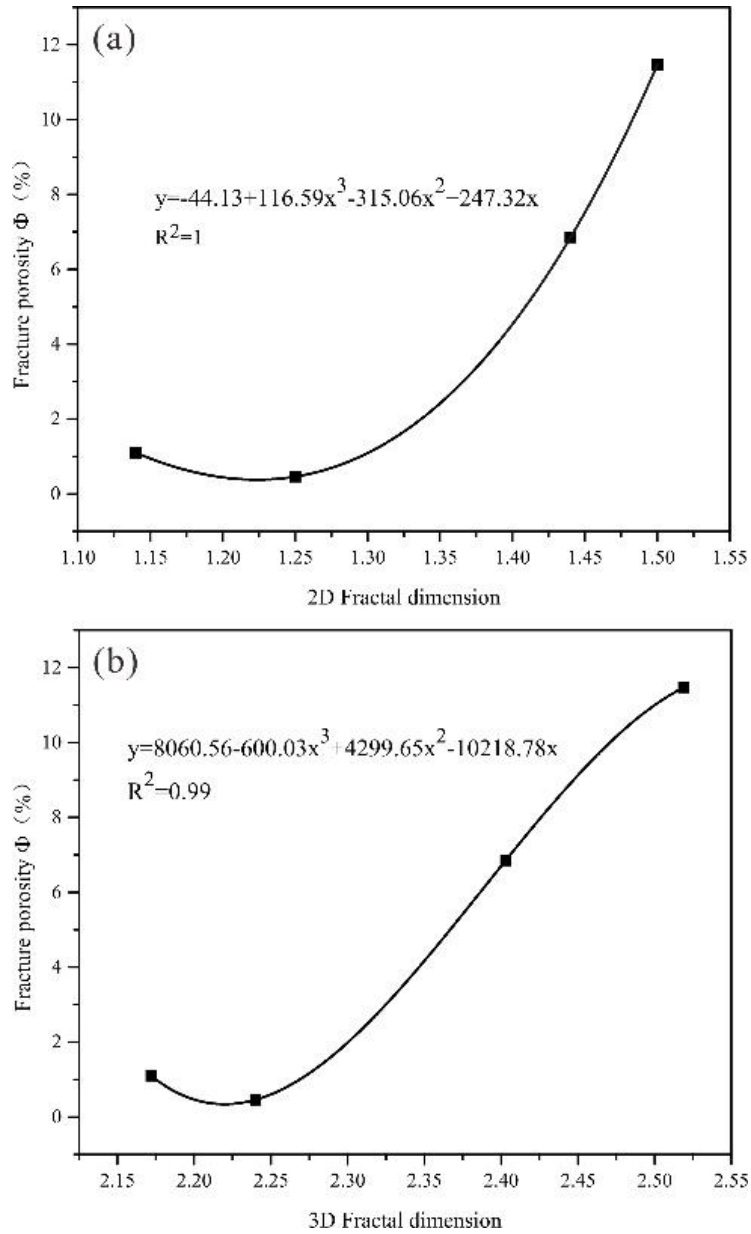 (a)
12
10
8
6
4
2
0
Fracture porosity Φ (%)
y=-44.13+116.59x³-315.06x²−247.32x
R²=1
1.10 1.15 1.20 1.25 1.30 1.35 1.40 1.45 1.50 1.55
2D Fractal dimension
(b)
12
10
8
6
4
2
0
Fracture porosity Φ (%)
y=8060.56-600.03x³+4299.65x²-10218.78x
R²=0.99
2.15 2.20 2.25 2.30 2.35 2.40 2.45 2.50 2.55
3D Fractal dimension